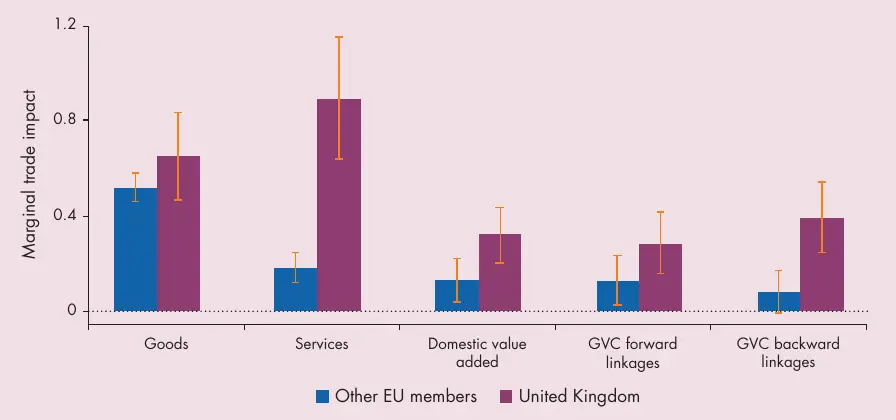 1.2
0.8
0.4
0
Marginal trade impact
Goods
Services
Domestic value
added
GVC forward
linkages
GVC backward
linkages
Other EU members
United Kingdom